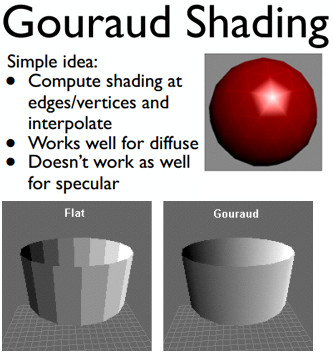 Gouraud Shading
Simple idea:
• Compute shading at
edges/vertices and
interpolate
• Works well for diffuse
• Doesn't work as well
for specular
Flat
Gouraud